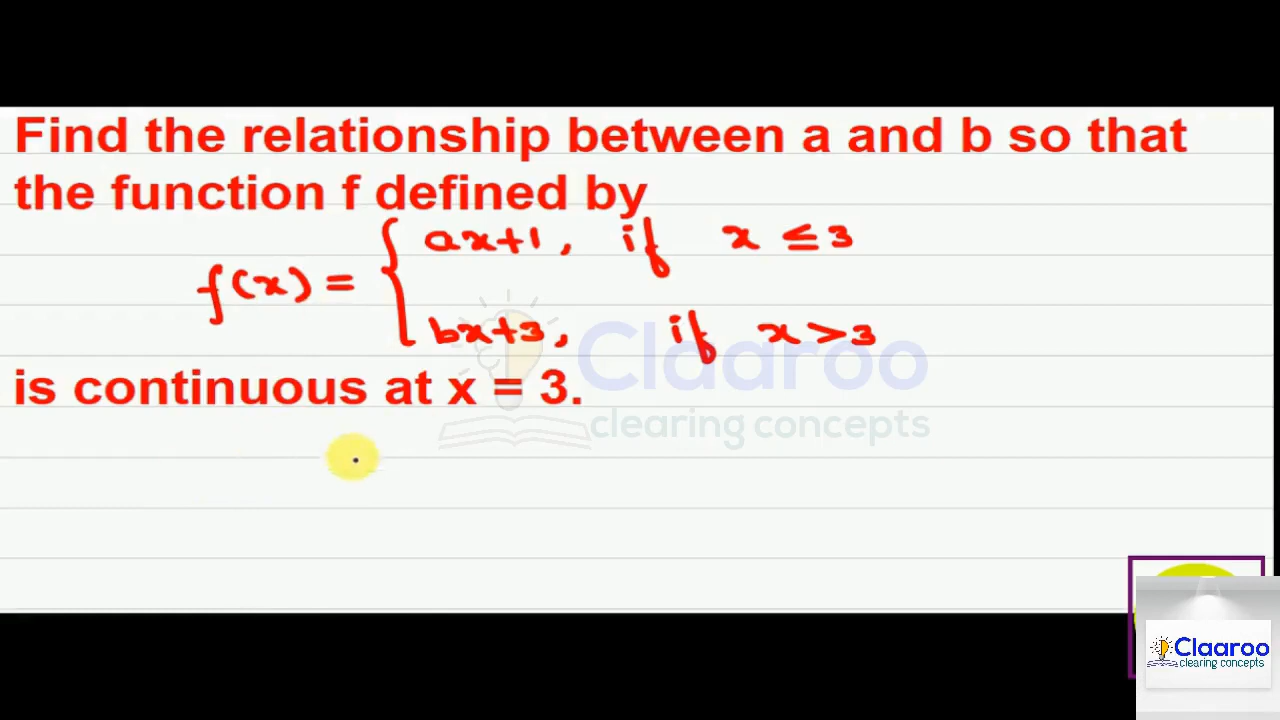 Find the relationship between a and b so that
the function f defined by
f(x) = { ax+1, if x ≤ 3
bx+3, if x > 3
is continuous at x = 3.
Claaroo
clearing concepts
Claaroo
clearing concepts